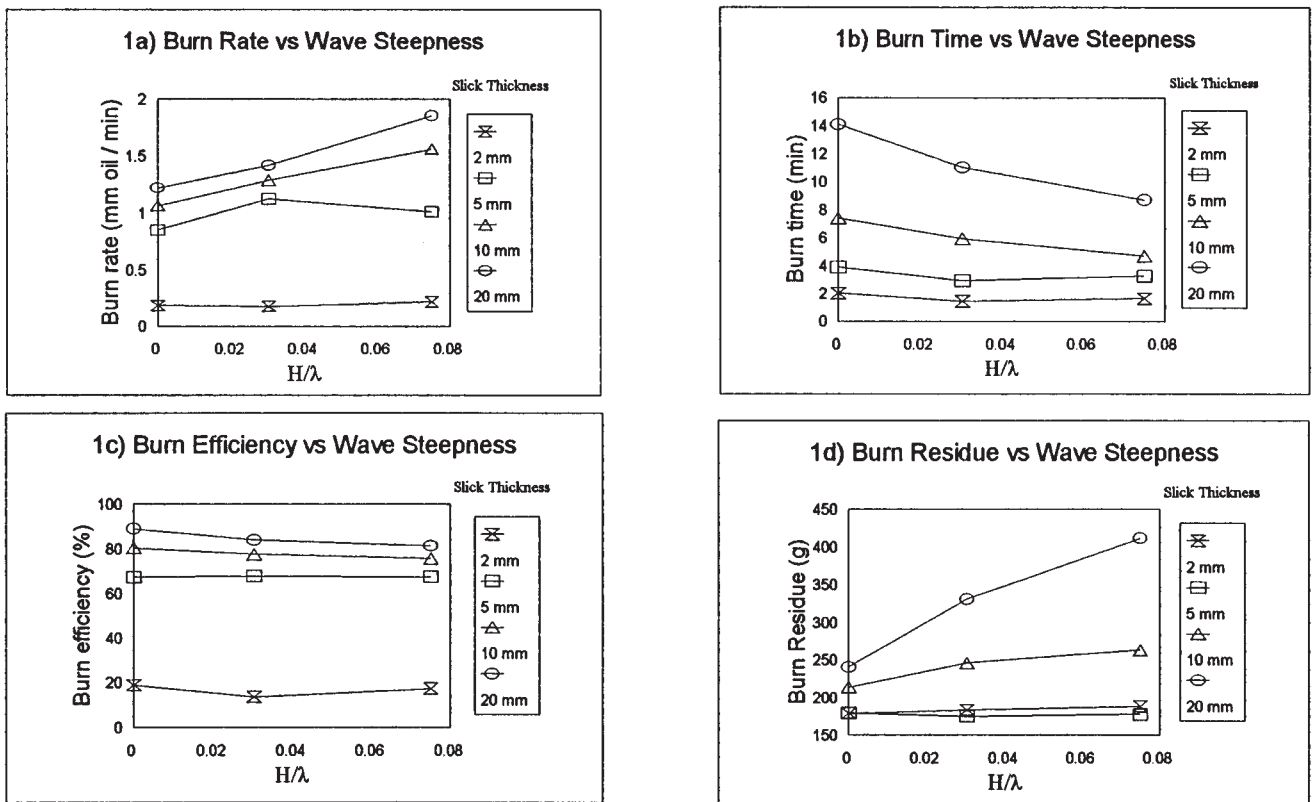 1a) Burn Rate vs Wave Steepness
Slick Thickness
Burn rate (mm oil / min)
2
1.5
1
0.5
0
0 0.02 0.04 0.06 0.08
H/λ
2 mm
5 mm
10 mm
20 mm
1b) Burn Time vs Wave Steepness
Slick Thickness
Burn time (min)
16
14
12
10
8
6
4
2
0
0 0.02 0.04 0.06 0.08
H/λ
2 mm
5 mm
10 mm
20 mm
1c) Burn Efficiency vs Wave Steepness
Slick Thickness
Burn efficiency (%)
100
80
60
40
20
0
0 0.02 0.04 0.06 0.08
H/λ
2 mm
5 mm
10 mm
20 mm
1d) Burn Residue vs Wave Steepness
Slick Thickness
Burn Residue (g)
450
400
350
300
250
200
150
0 0.02 0.04 0.06 0.08
H/λ
2 mm
5 mm
10 mm
20 mm